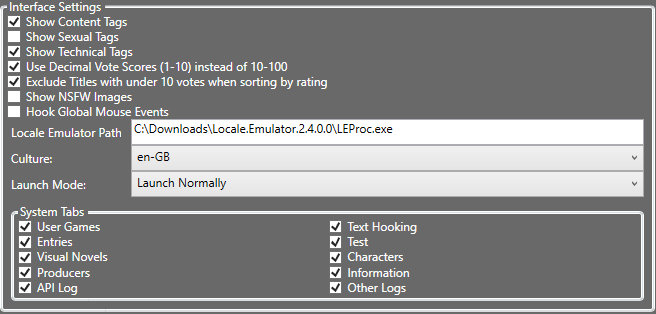 Interface Settings
Show Content Tags
Show Sexual Tags
Show Technical Tags
Use Decimal Vote Scores (1-10) instead of 10-100
Exclude Titles with under 10 votes when sorting by rating
Show NSFW Images
Hook Global Mouse Events
Locale Emulator Path C:\Downloads\Locale.Emulator.2.4.0.0\LEProc.exe
Culture: en-GB
Launch Mode: Launch Normally
System Tabs
User Games Text Hooking
Entries Test
Visual Novels Characters
Producers Information
API Log Other Logs